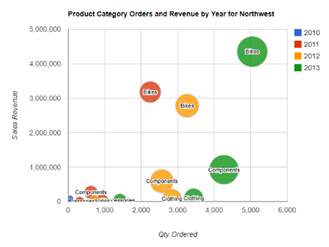 Product Category Orders and Revenue by Year for Northwest
2010
2011
2012
2013
Sales Revenue
5,000,000
4,000,000
3,000,000
2,000,000
1,000,000
0
Bikes
Bikes
Bikes
Components
Components
Components
Clothing
Clothing
0
1,000
2,000
3,000
4,000
5,000
6,000
Qty Ordered